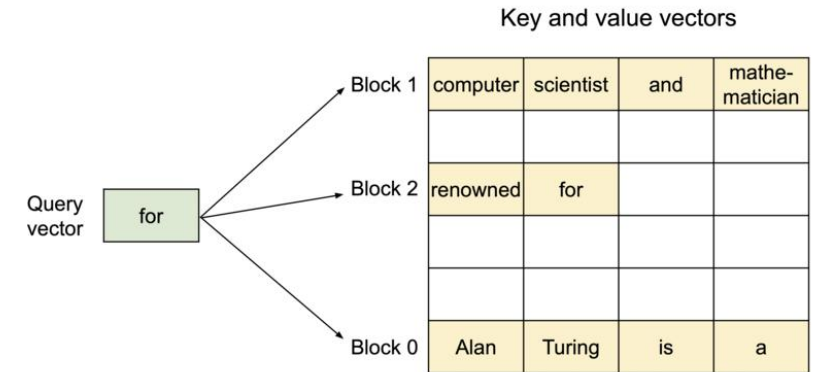 Key and value vectors
Block 1 computer scientist and mathe-
matician
Block 2 renowned for
Query
vector
for
Block 0 Alan Turing is a